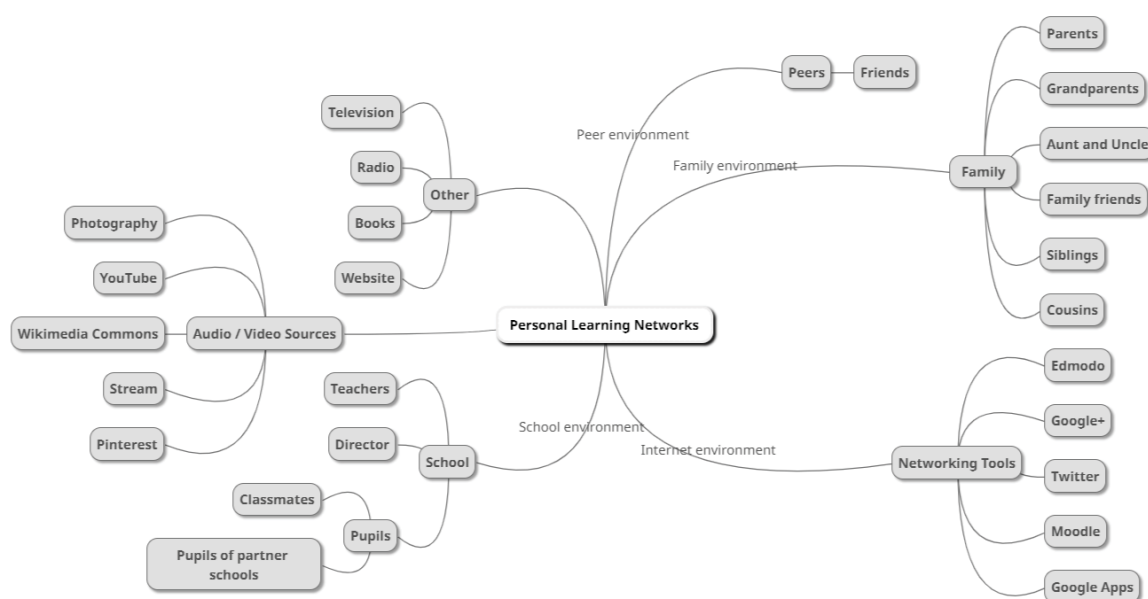 Personal Learning Networks
Peer environment
Peers
Friends
Family environment
Family
Parents
Grandparents
Aunt and Uncle
Family friends
Siblings
Cousins
Internet environment
Networking Tools
Edmodo
Google+
Twitter
Moodle
Google Apps
Other
Television
Radio
Books
Website
Audio / Video Sources
Photography
YouTube
Wikimedia Commons
Stream
Pinterest
School environment
School
Teachers
Director
Pupils
Classmates
Pupils of partner
schools